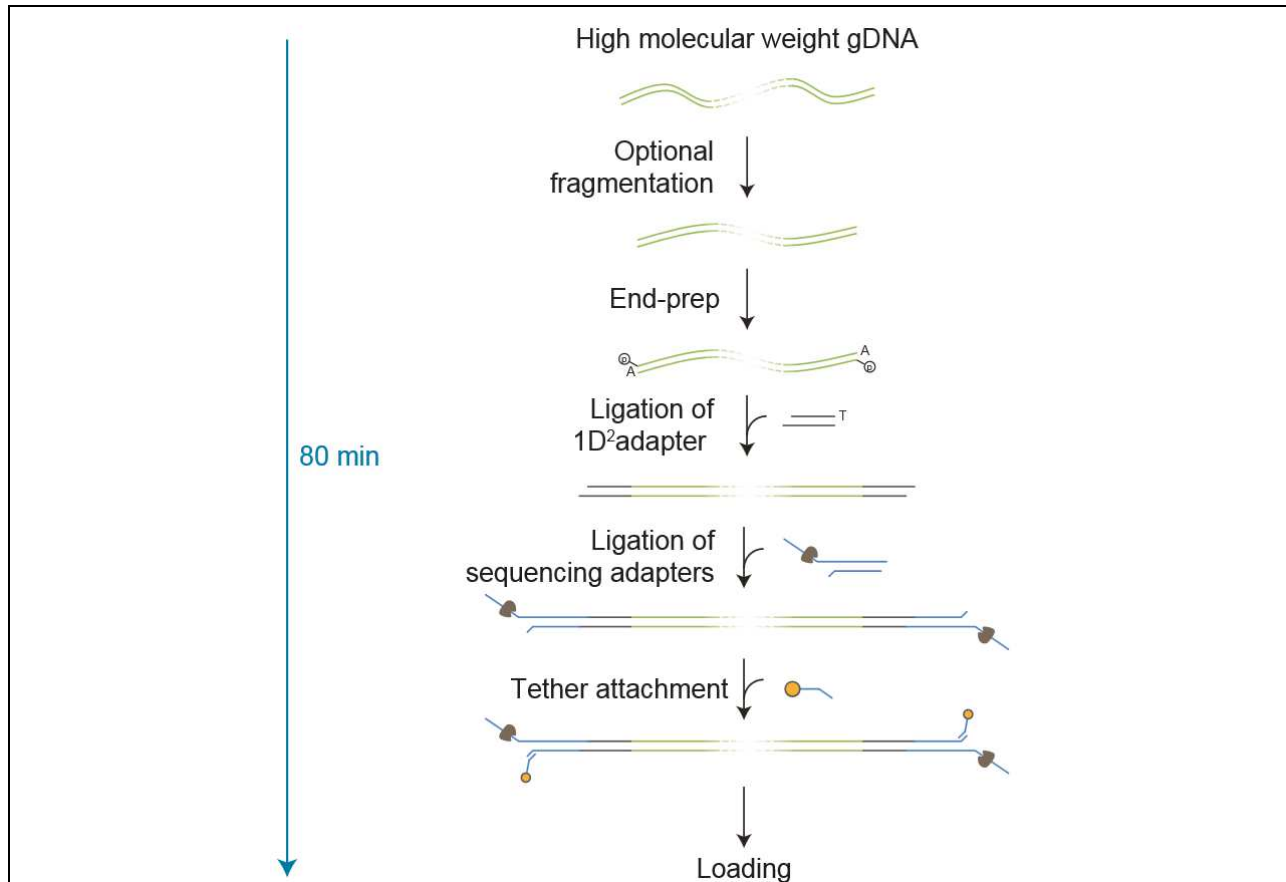 High molecular weight gDNA
Optional
fragmentation
End-prep
p
A
A
p
Ligation of
1D²adapter
T
80 min
Ligation of
sequencing adapters
Tether attachment
Loading